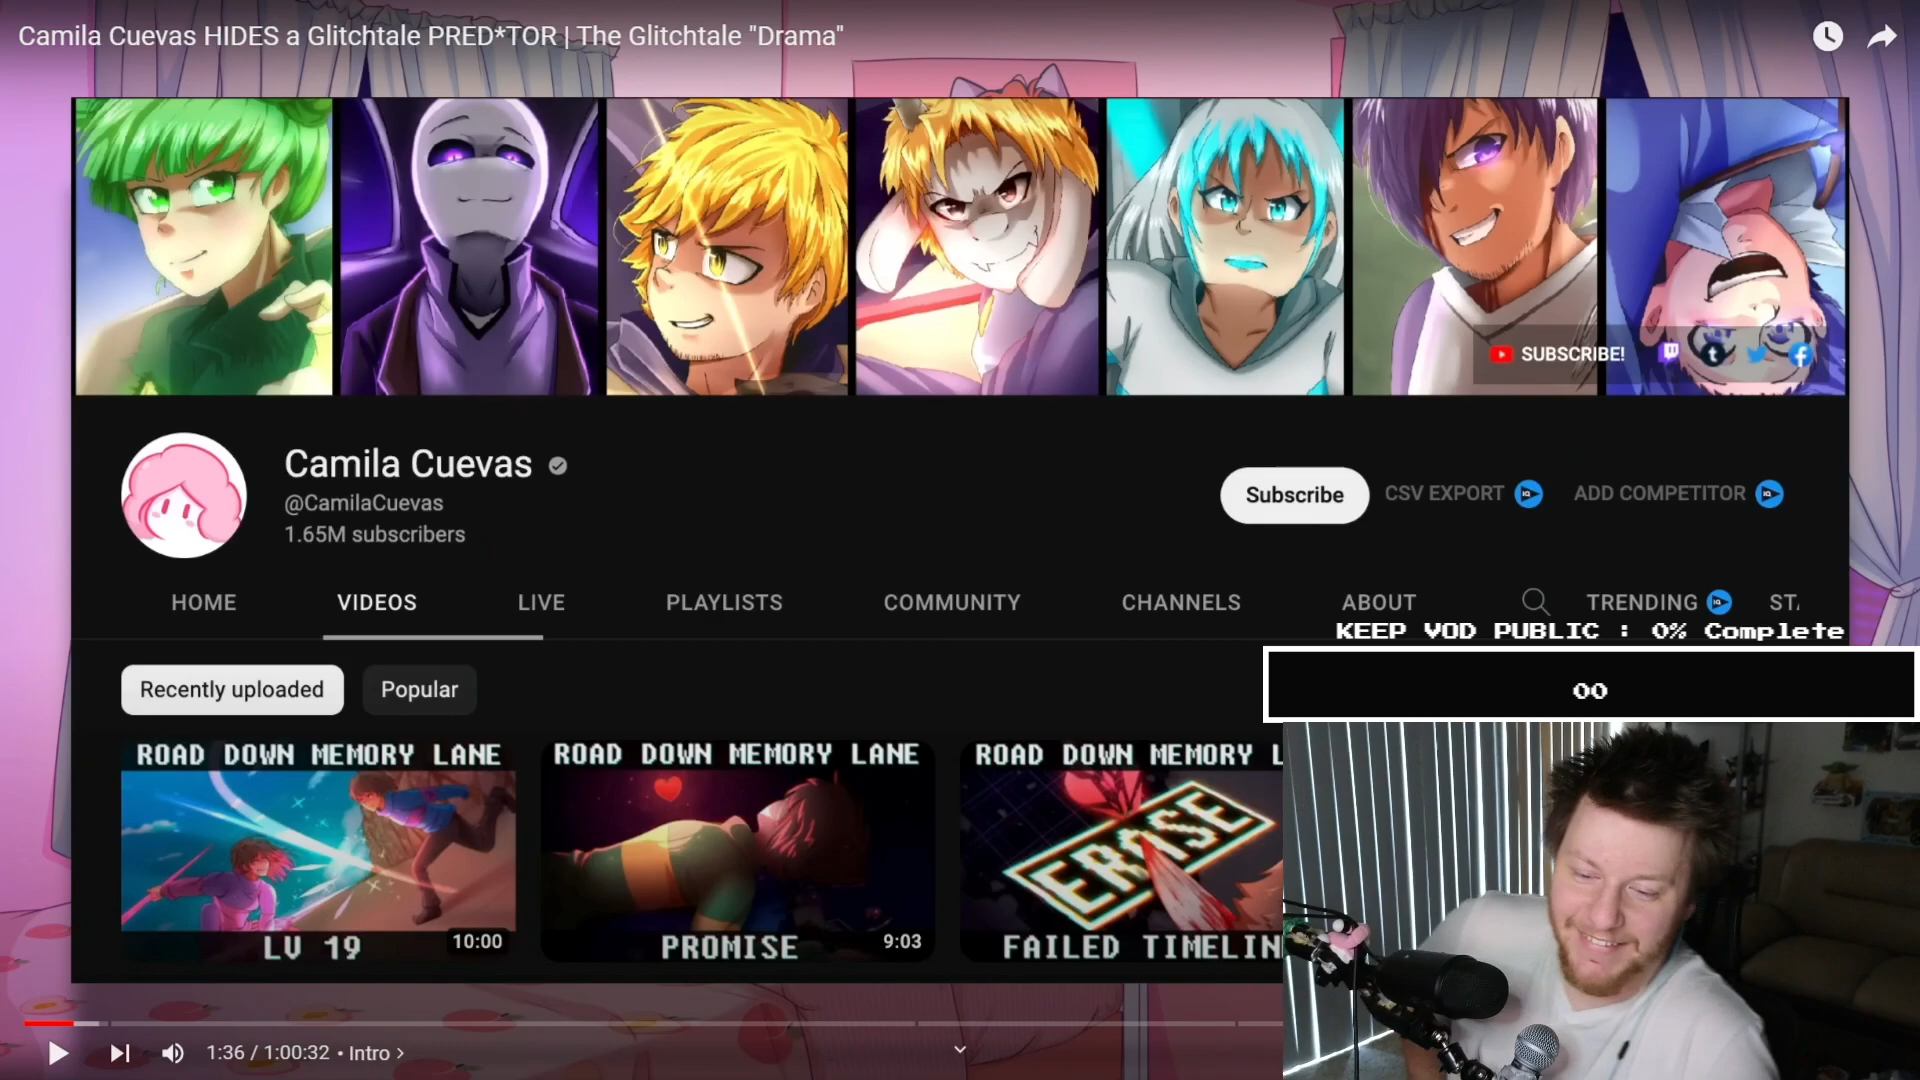 Camila Cuevas HIDES a Glitchtale PRED*TOR | The Glitchtale "Drama"
SUBSCRIBE!
Camila Cuevas
@CamilaCuevas
1.65M subscribers
Subscribe
CSV EXPORT
ADD COMPETITOR
HOME
VIDEOS
LIVE
PLAYLISTS
COMMUNITY
CHANNELS
ABOUT
TRENDING
STA
KEEP VOD PUBLIC : 0% Complete
Recently uploaded
Popular
00
ROAD DOWN MEMORY LANE
ROAD DOWN MEMORY LANE
ROAD DOWN MEMORY L
ERASE
LV 19
10:00
PROMISE
9:03
FAILED TIMELIN
1:36 / 1:00:32 • Intro >